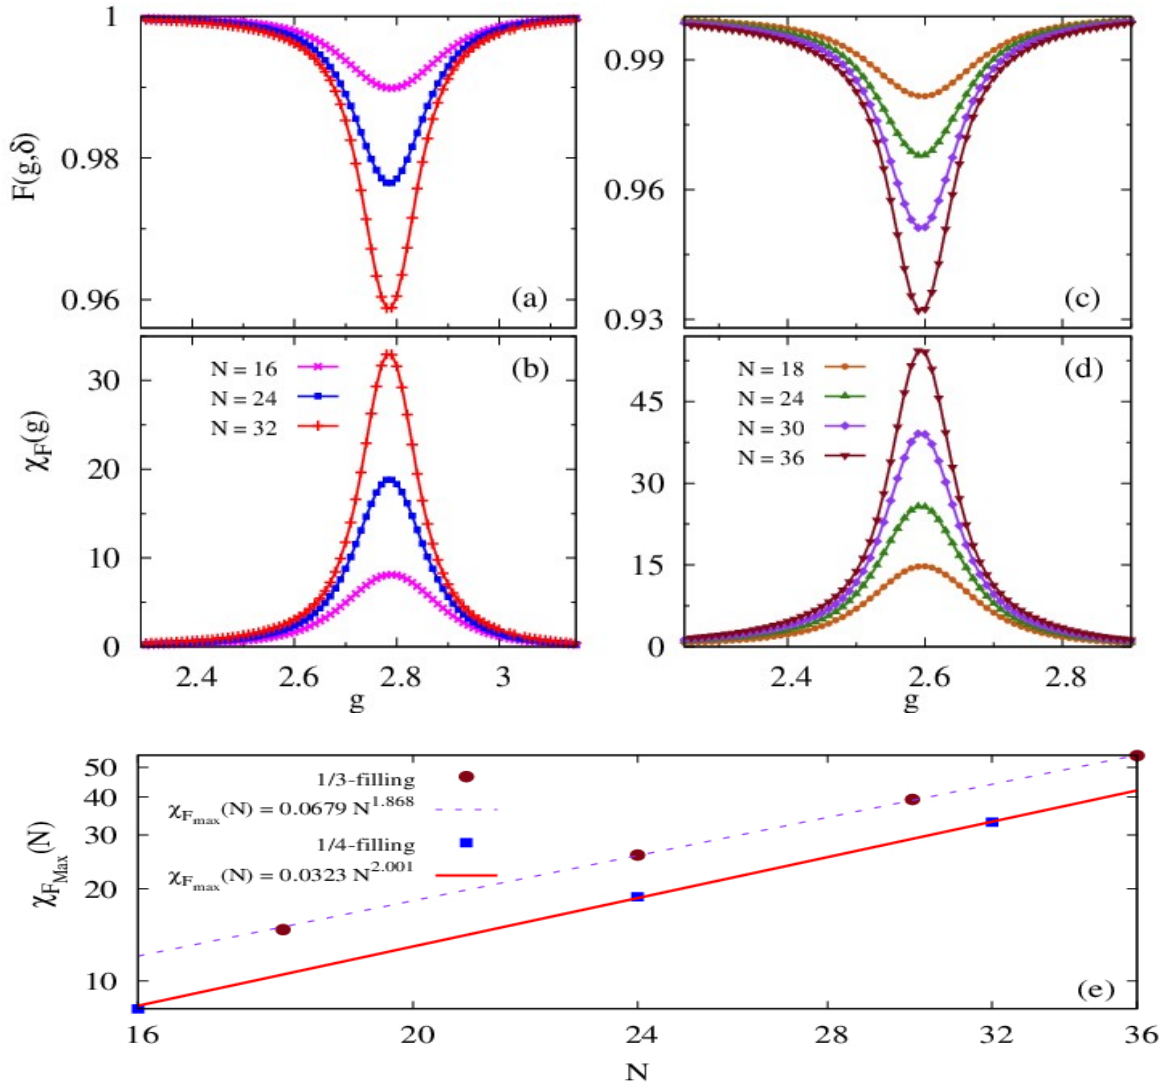 1
0.98
0.96
F(g,δ)
(a)
0.99
0.96
0.93
(c)
30
20
10
0
χF(g)
N = 16
N = 24
N = 32
(b)
2.4 2.6 2.8 3
g
45
30
15
0
N = 18
N = 24
N = 30
N = 36
(d)
2.4 2.6 2.8
g
50
40
30
20
10
χFMax(N)
1/3-filling
χFmax(N) = 0.0679 N^1.868
1/4-filling
χFmax(N) = 0.0323 N^2.001
(e)
16 20 24 28 32 36
N